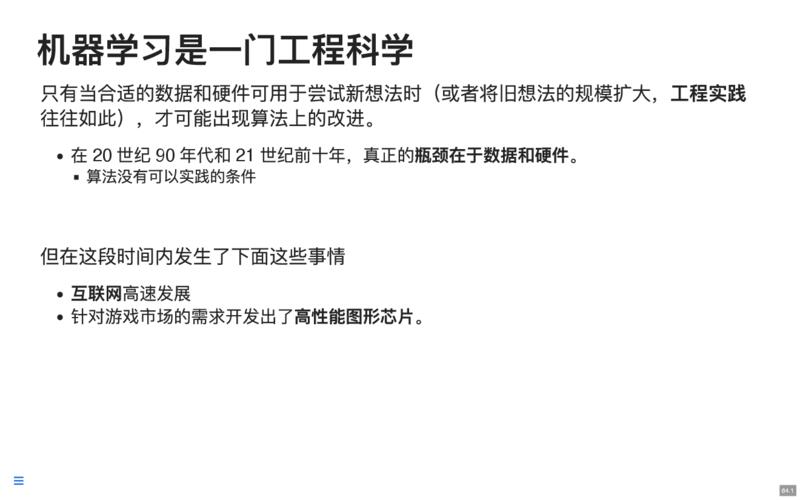 机器学习是一门工程科学
只有当合适的数据和硬件可用于尝试新想法时（或者将旧想法的规模扩大，工程实践
往往如此），才可能出现算法上的改进。
在 20 世纪 90 年代和 21 世纪前十年，真正的瓶颈在于数据和硬件。
算法没有可以实践的条件
但在这段时间内发生了下面这些事情
互联网高速发展
针对游戏市场的需求开发出了高性能图形芯片。
64.1